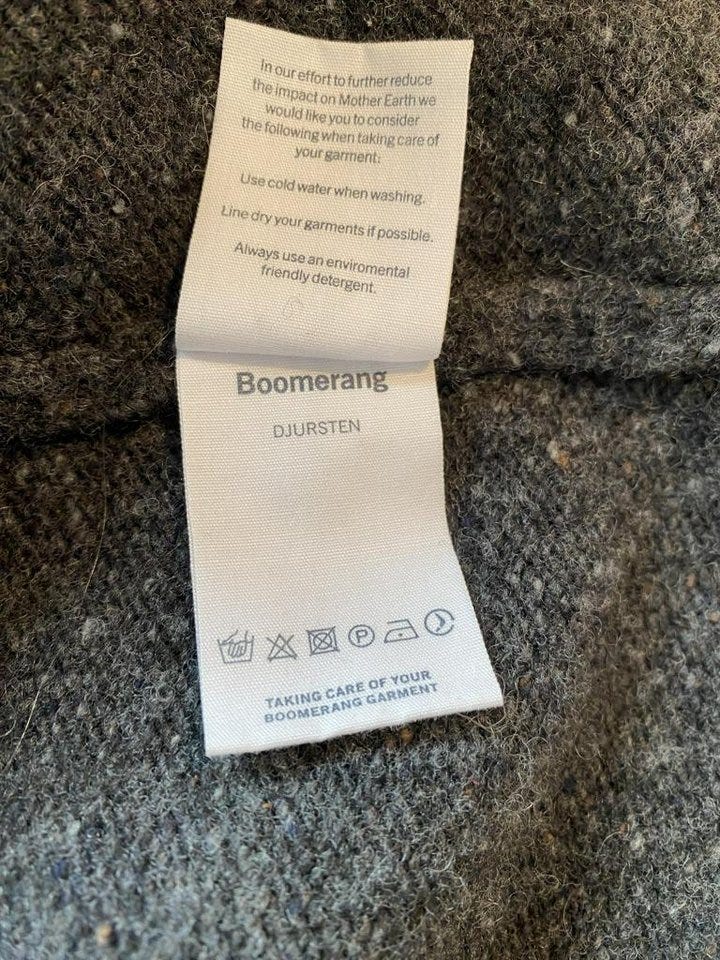 In our effort to further reduce
the impact on Mother Earth we
would like you to consider
the following when taking care of
your garment:
Use cold water when washing.
Line dry your garments if possible.
Always use an enviromental
friendly detergent.
Boomerang
DJURSTEN
P
TAKING CARE OF YOUR
BOOMERANG GARMENT